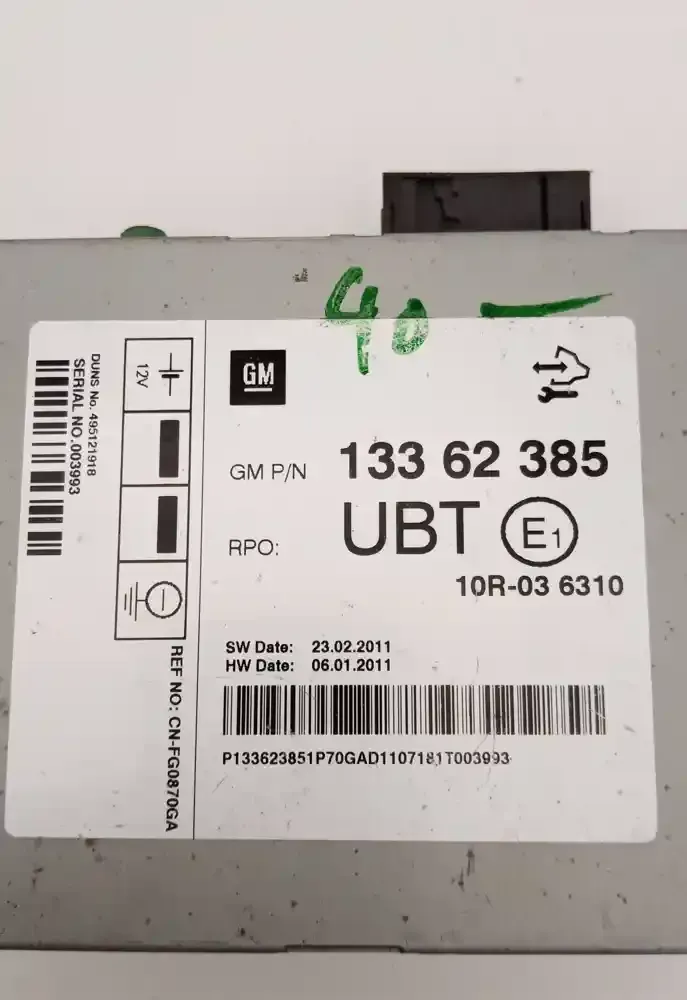 40 —
GM
GM P/N 133 62 385
RPO: UBT E1
10R-03 6310
SW Date: 23.02.2011
HW Date: 06.01.2011
P133623851P70GAD1107181T003993
DUNS No. 495121918
SERIAL NO.003993
12V
REF NO: CN-FG0870GA